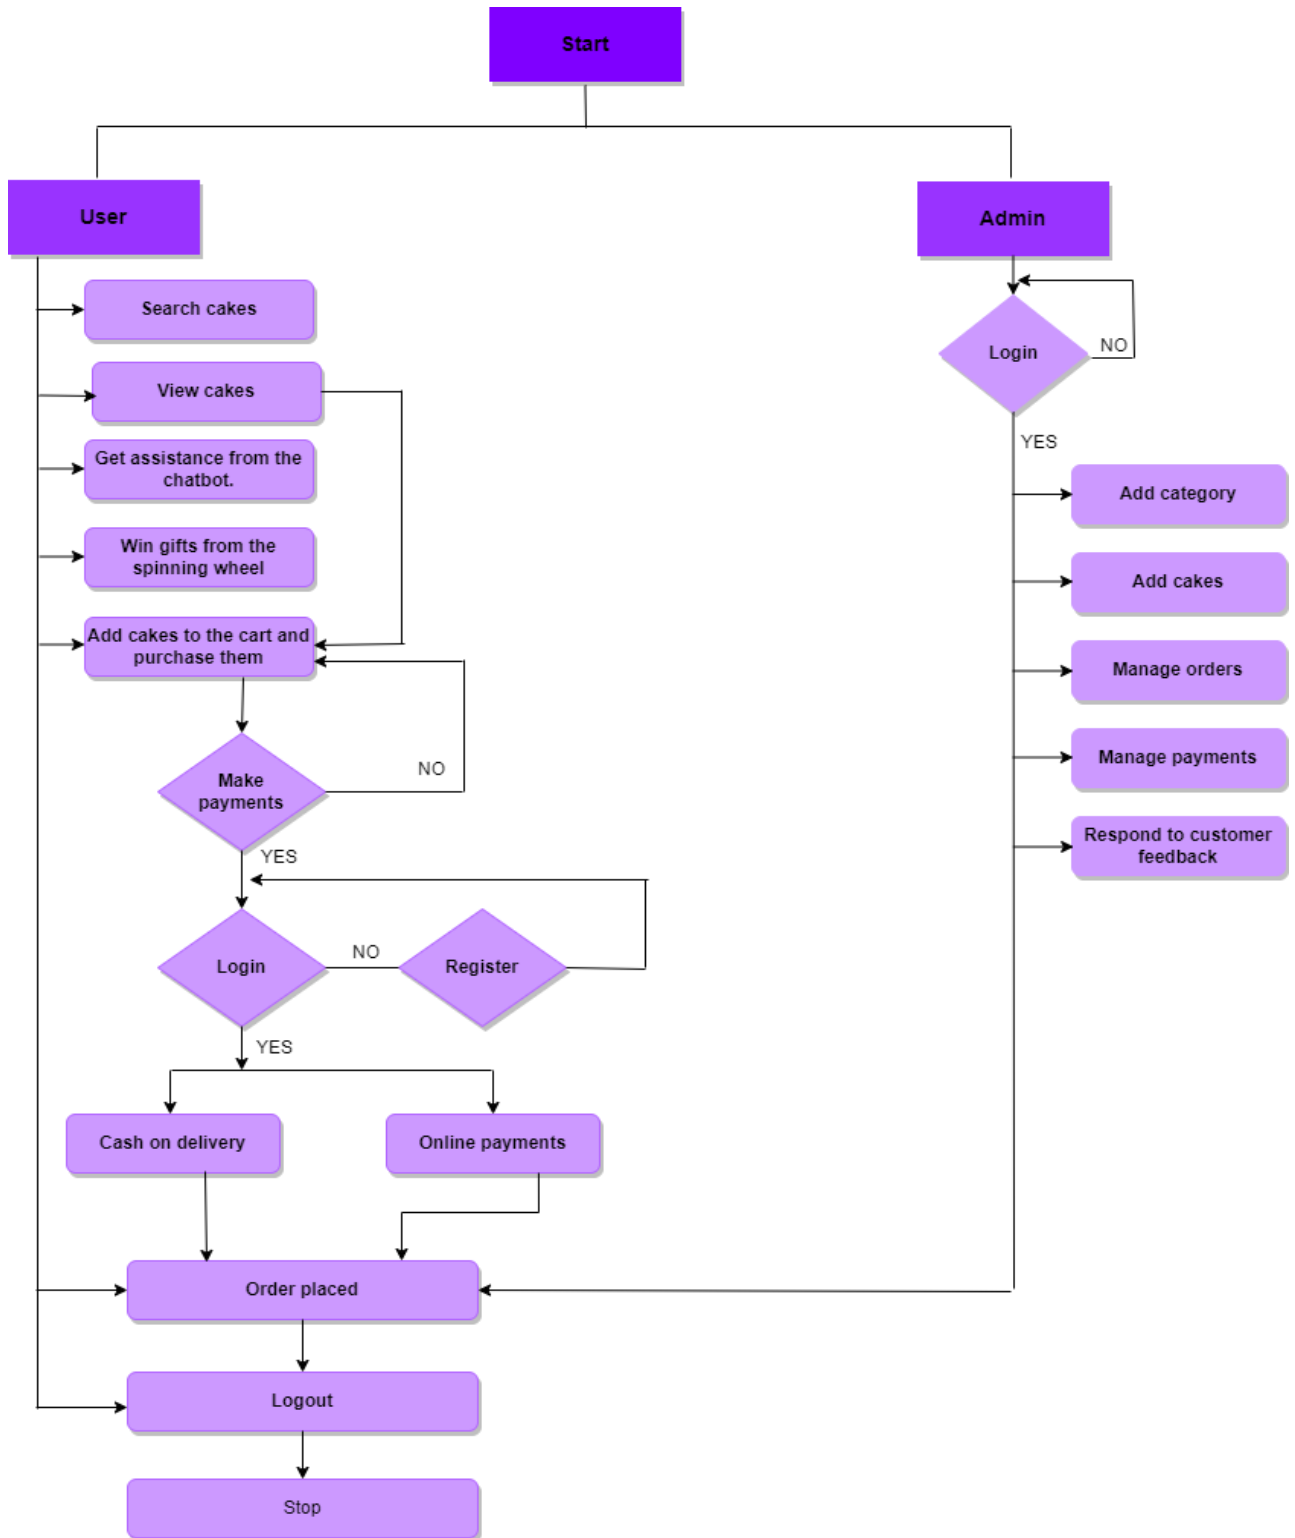 Start
User
Admin
Search cakes
Login
NO
View cakes
YES
Get assistance from the
chatbot.
Add category
Win gifts from the
spinning wheel
Add cakes
Add cakes to the cart and
purchase them
Manage orders
Make
payments
NO
Manage payments
YES
Respond to customer
feedback
Login
NO
Register
YES
Cash on delivery
Online payments
Order placed
Logout
Stop